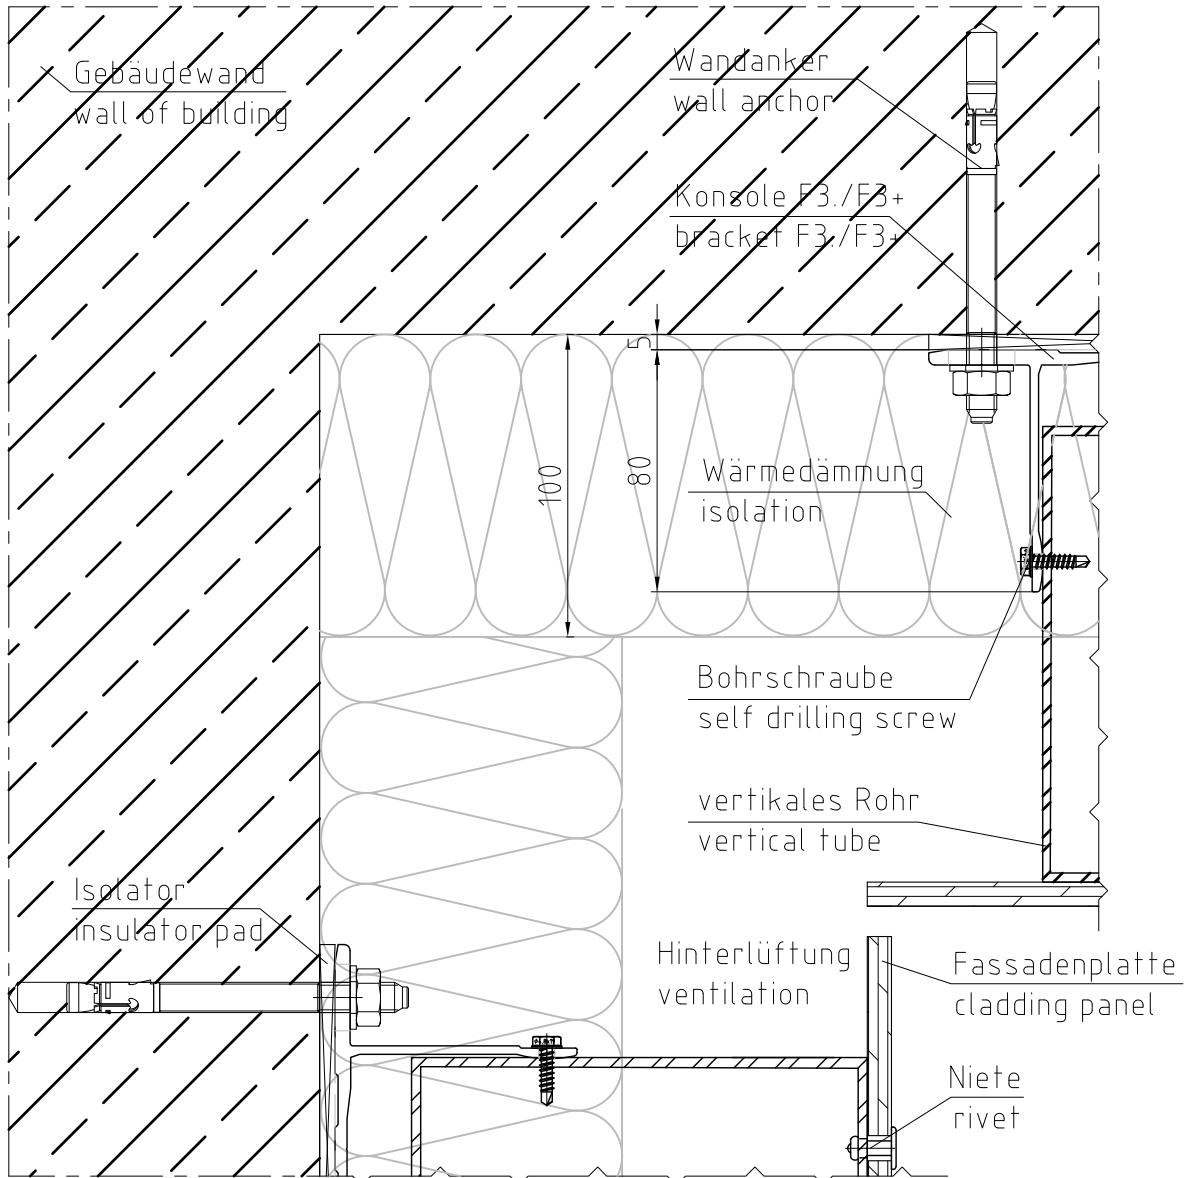 Gebäudewand
wall of building
Wandanker
wall anchor
Konsole F3./F3+
bracket F3./F3+
5
100
80
Wärmedämmung
isolation
Bohrschraube
self drilling screw
vertikales Rohr
vertical tube
Isolator
insulator pad
Hinterlüftung
ventilation
Fassadenplatte
cladding panel
Niete
rivet